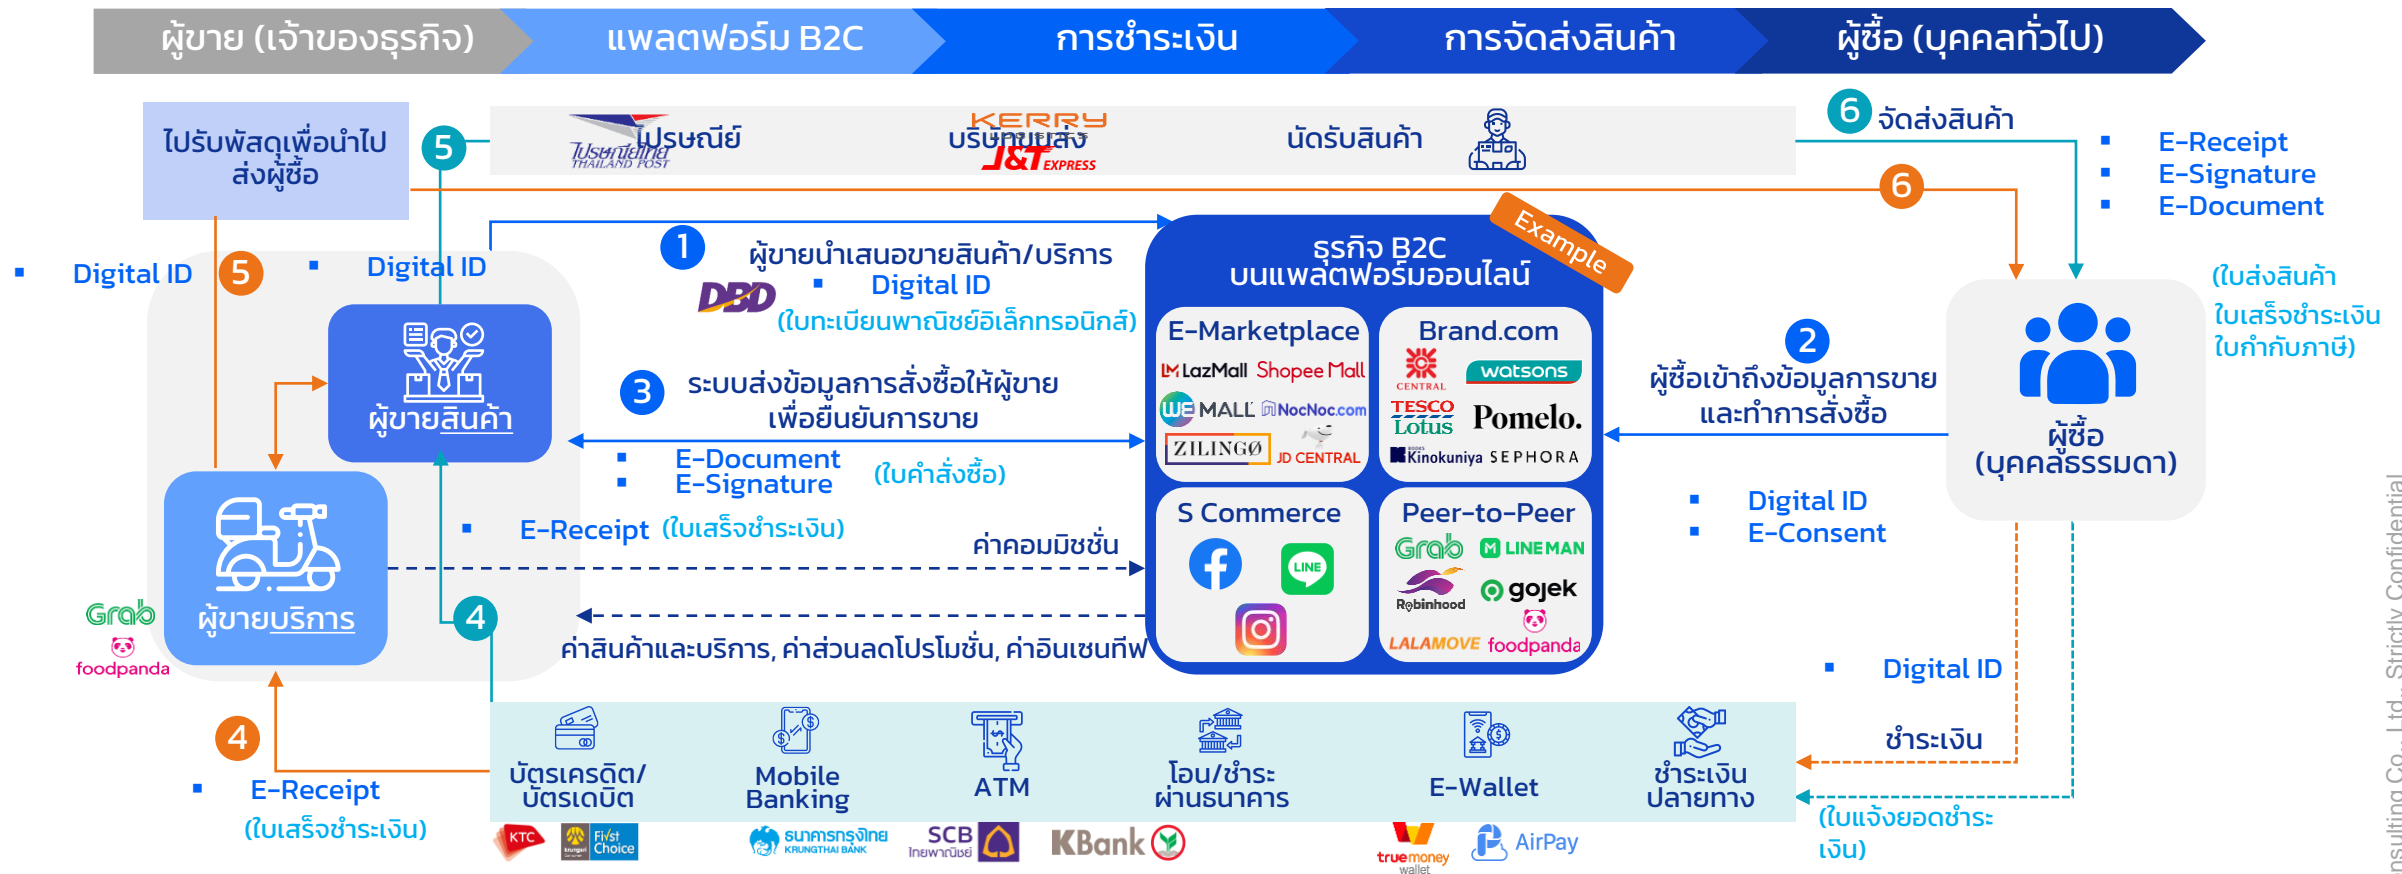 ผู้ขาย (เจ้าของธุรกิจ)
แพลตฟอร์ม B2C
การชำระเงิน
การจัดส่งสินค้า
ผู้ซื้อ (บุคคลทั่วไป)
ไปรับพัสดุเพื่อนำไป
ส่งผู้ซื้อ
5
ไปรษณีย์ไทย
THAILAND POST
ไปรษณีย์
KERRY
LOGISTICS
บริษัทขนส่ง
J&T EXPRESS
นัดรับสินค้า
6
จัดส่งสินค้า
▪ E-Receipt
▪ E-Signature
▪ E-Document
6
(ใบส่งสินค้า
ใบเสร็จชำระเงิน
ใบกำกับภาษี)
▪ Digital ID
5
▪ Digital ID
1
ผู้ขายนำเสนอขายสินค้า/บริการ
DBD
▪ Digital ID
(ใบทะเบียนพาณิชย์อิเล็กทรอนิกส์)
ธุรกิจ B2C
บนแพลตฟอร์มออนไลน์
Example
E-Marketplace
LM LazMall Shopee Mall
WE MALL NocNoc.com
ZILINGØ JD CENTRAL
Brand.com
CENTRAL
watsons
TESCO
Lotus
Pomelo.
BOOKS
Kinokuniya SEPHORA
S Commerce
LINE
Peer-to-Peer
Grab LINE MAN
Robinhood gojek
LALAMOVE foodpanda
ผู้ขายสินค้า
ผู้ขายบริการ
Grab
foodpanda
3
ระบบส่งข้อมูลการสั่งซื้อให้ผู้ขาย
เพื่อยืนยันการขาย
▪ E-Document
▪ E-Signature
(ใบคำสั่งซื้อ)
▪ E-Receipt (ใบเสร็จชำระเงิน)
ค่าคอมมิชชั่น
4
ค่าสินค้าและบริการ, ค่าส่วนลดโปรโมชั่น, ค่าอินเซนทีฟ
2
ผู้ซื้อเข้าถึงข้อมูลการขาย
และทำการสั่งซื้อ
▪ Digital ID
▪ E-Consent
ผู้ซื้อ
(บุคคลธรรมดา)
▪ Digital ID
ชำระเงิน
(ใบแจ้งยอดชำระ
เงิน)
4
▪ E-Receipt
(ใบเสร็จชำระเงิน)
บัตรเครดิต/
บัตรเดบิต
Mobile
Banking
ATM
โอน/ชำระ
ผ่านธนาคาร
E-Wallet
ชำระเงิน
ปลายทาง
KTC
krungsri
First
Choice
ธนาคารกรุงไทย
KRUNGTHAI BANK
SCB
ไทยพาณิชย์
KBank
truemoney
wallet
AirPay
onsulting Co., Ltd., Strictly Confidential